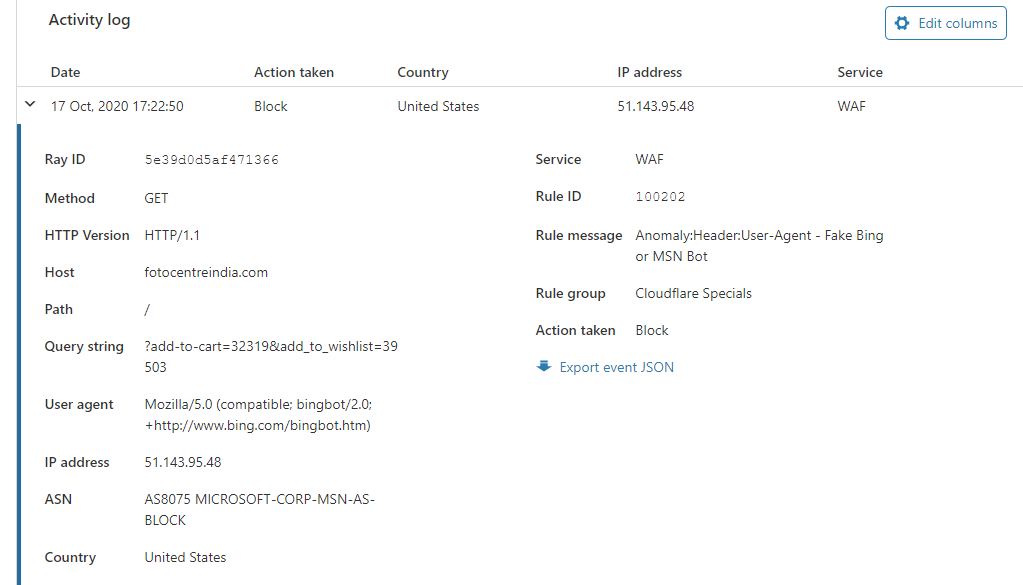 Activity log
Edit columns
Date Action taken Country IP address Service
17 Oct, 2020 17:22:50 Block United States 51.143.95.48 WAF
Ray ID 5e39d0d5af471366
Method GET
HTTP Version HTTP/1.1
Host fotocentreindia.com
Path /
Query string ?add-to-cart=32319&add_to_wishlist=39
503
User agent Mozilla/5.0 (compatible; bingbot/2.0;
+http://www.bing.com/bingbot.htm)
IP address 51.143.95.48
ASN AS8075 MICROSOFT-CORP-MSN-AS-
BLOCK
Country United States
Service WAF
Rule ID 100202
Rule message Anomaly:Header:User-Agent - Fake Bing
or MSN Bot
Rule group Cloudflare Specials
Action taken Block
Export event JSON